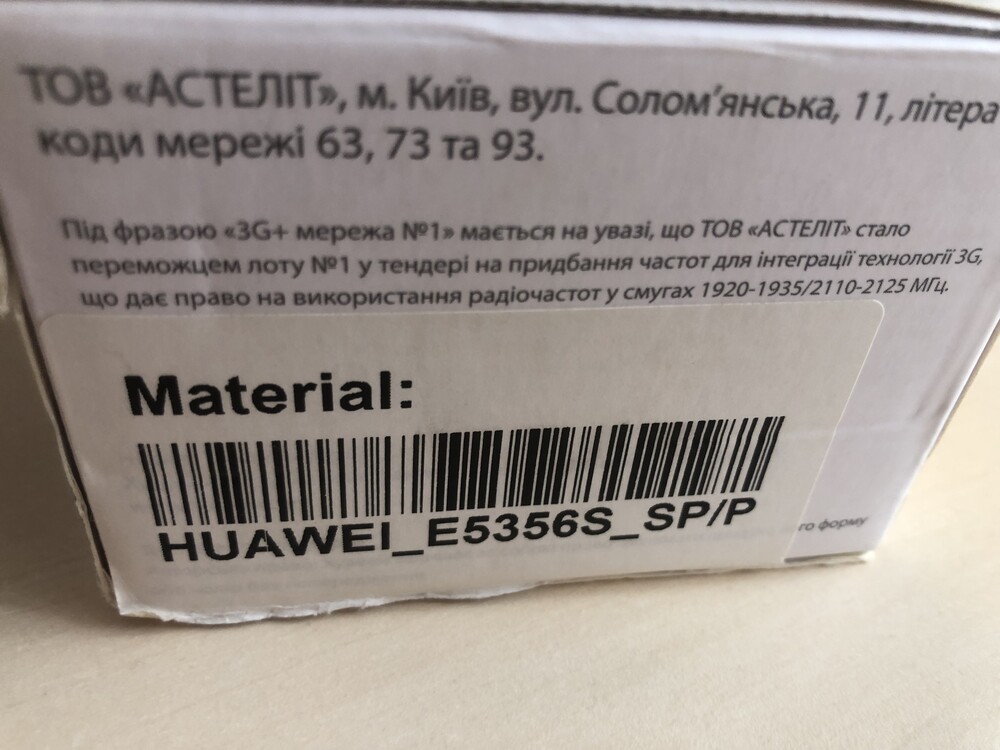 ТОВ «АСТЕЛІТ», м. Київ, вул. Солом'янська, 11, літера
коди мережі 63, 73 та 93.
Під фразою «3G+ мережа №1» мається на увазі, що ТОВ «АСТЕЛІТ» стало
переможцем лоту №1 у тендері на придбання частот для інтеграції технології 3G,
що дає право на використання радіочастот у смугах 1920-1935/2110-2125 МГц.
Material:
HUAWEI_E5356S_SP/P
го форму